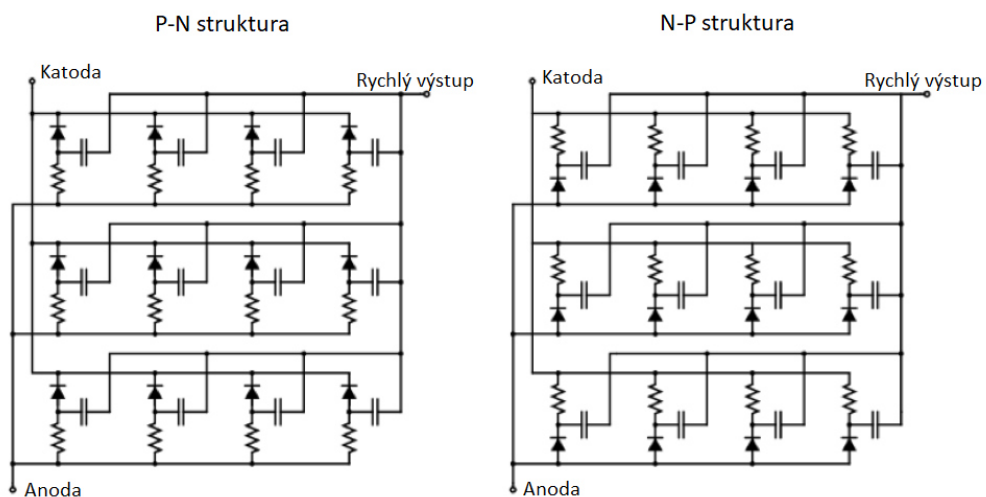 P-N struktura
N-P struktura
Katoda
Rychlý výstup
Katoda
Rychlý výstup
Anoda
Anoda